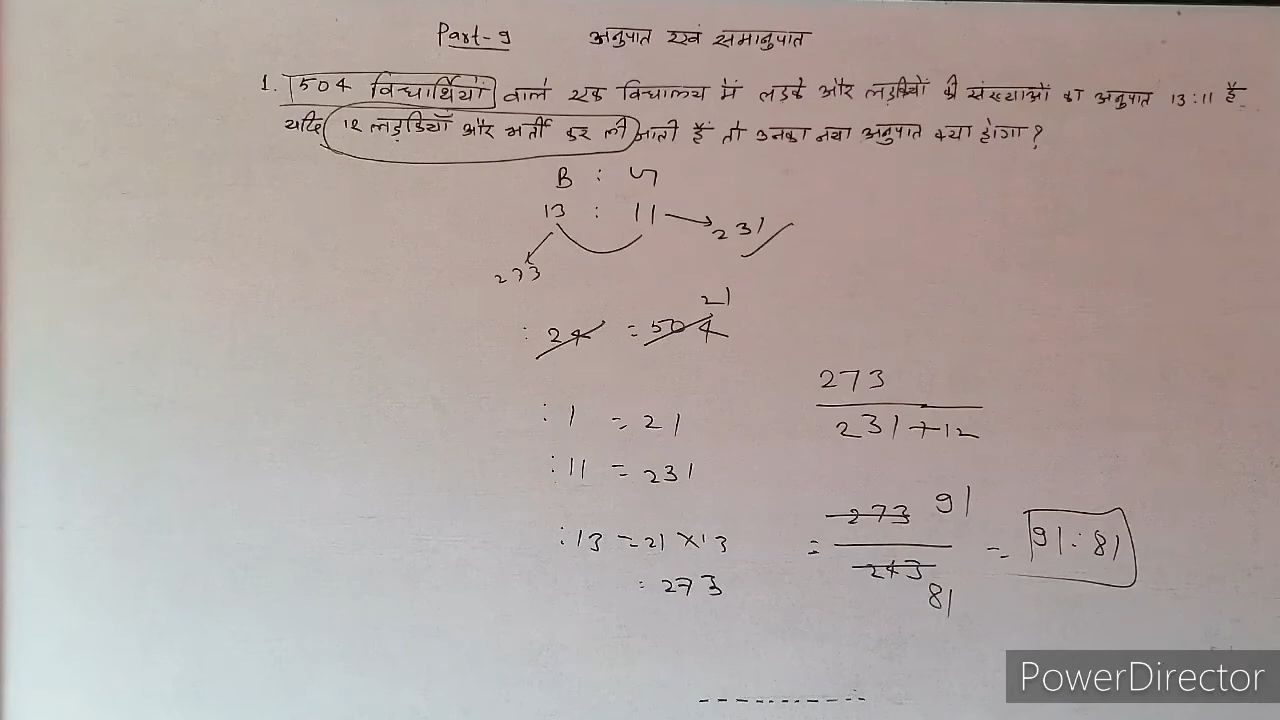 Part-9 अनुपात एवं समानुपात
1. 504 विद्यार्थियों वाले एक विद्यालय में लड़के और लड़कियों की संख्याओं का अनुपात 13:11 है
यदि 12 लड़कियाँ और भर्ती कर ली जाती हैं तो उनका नया अनुपात क्या होगा?
B : G
13 : 11 → 231
273
21
: 24 = 504
273
231+12
: 1 = 21
: 11 = 231
: 13 = 21 × 13
: 273
= 273 91
243
81
= 91:81
PowerDirector